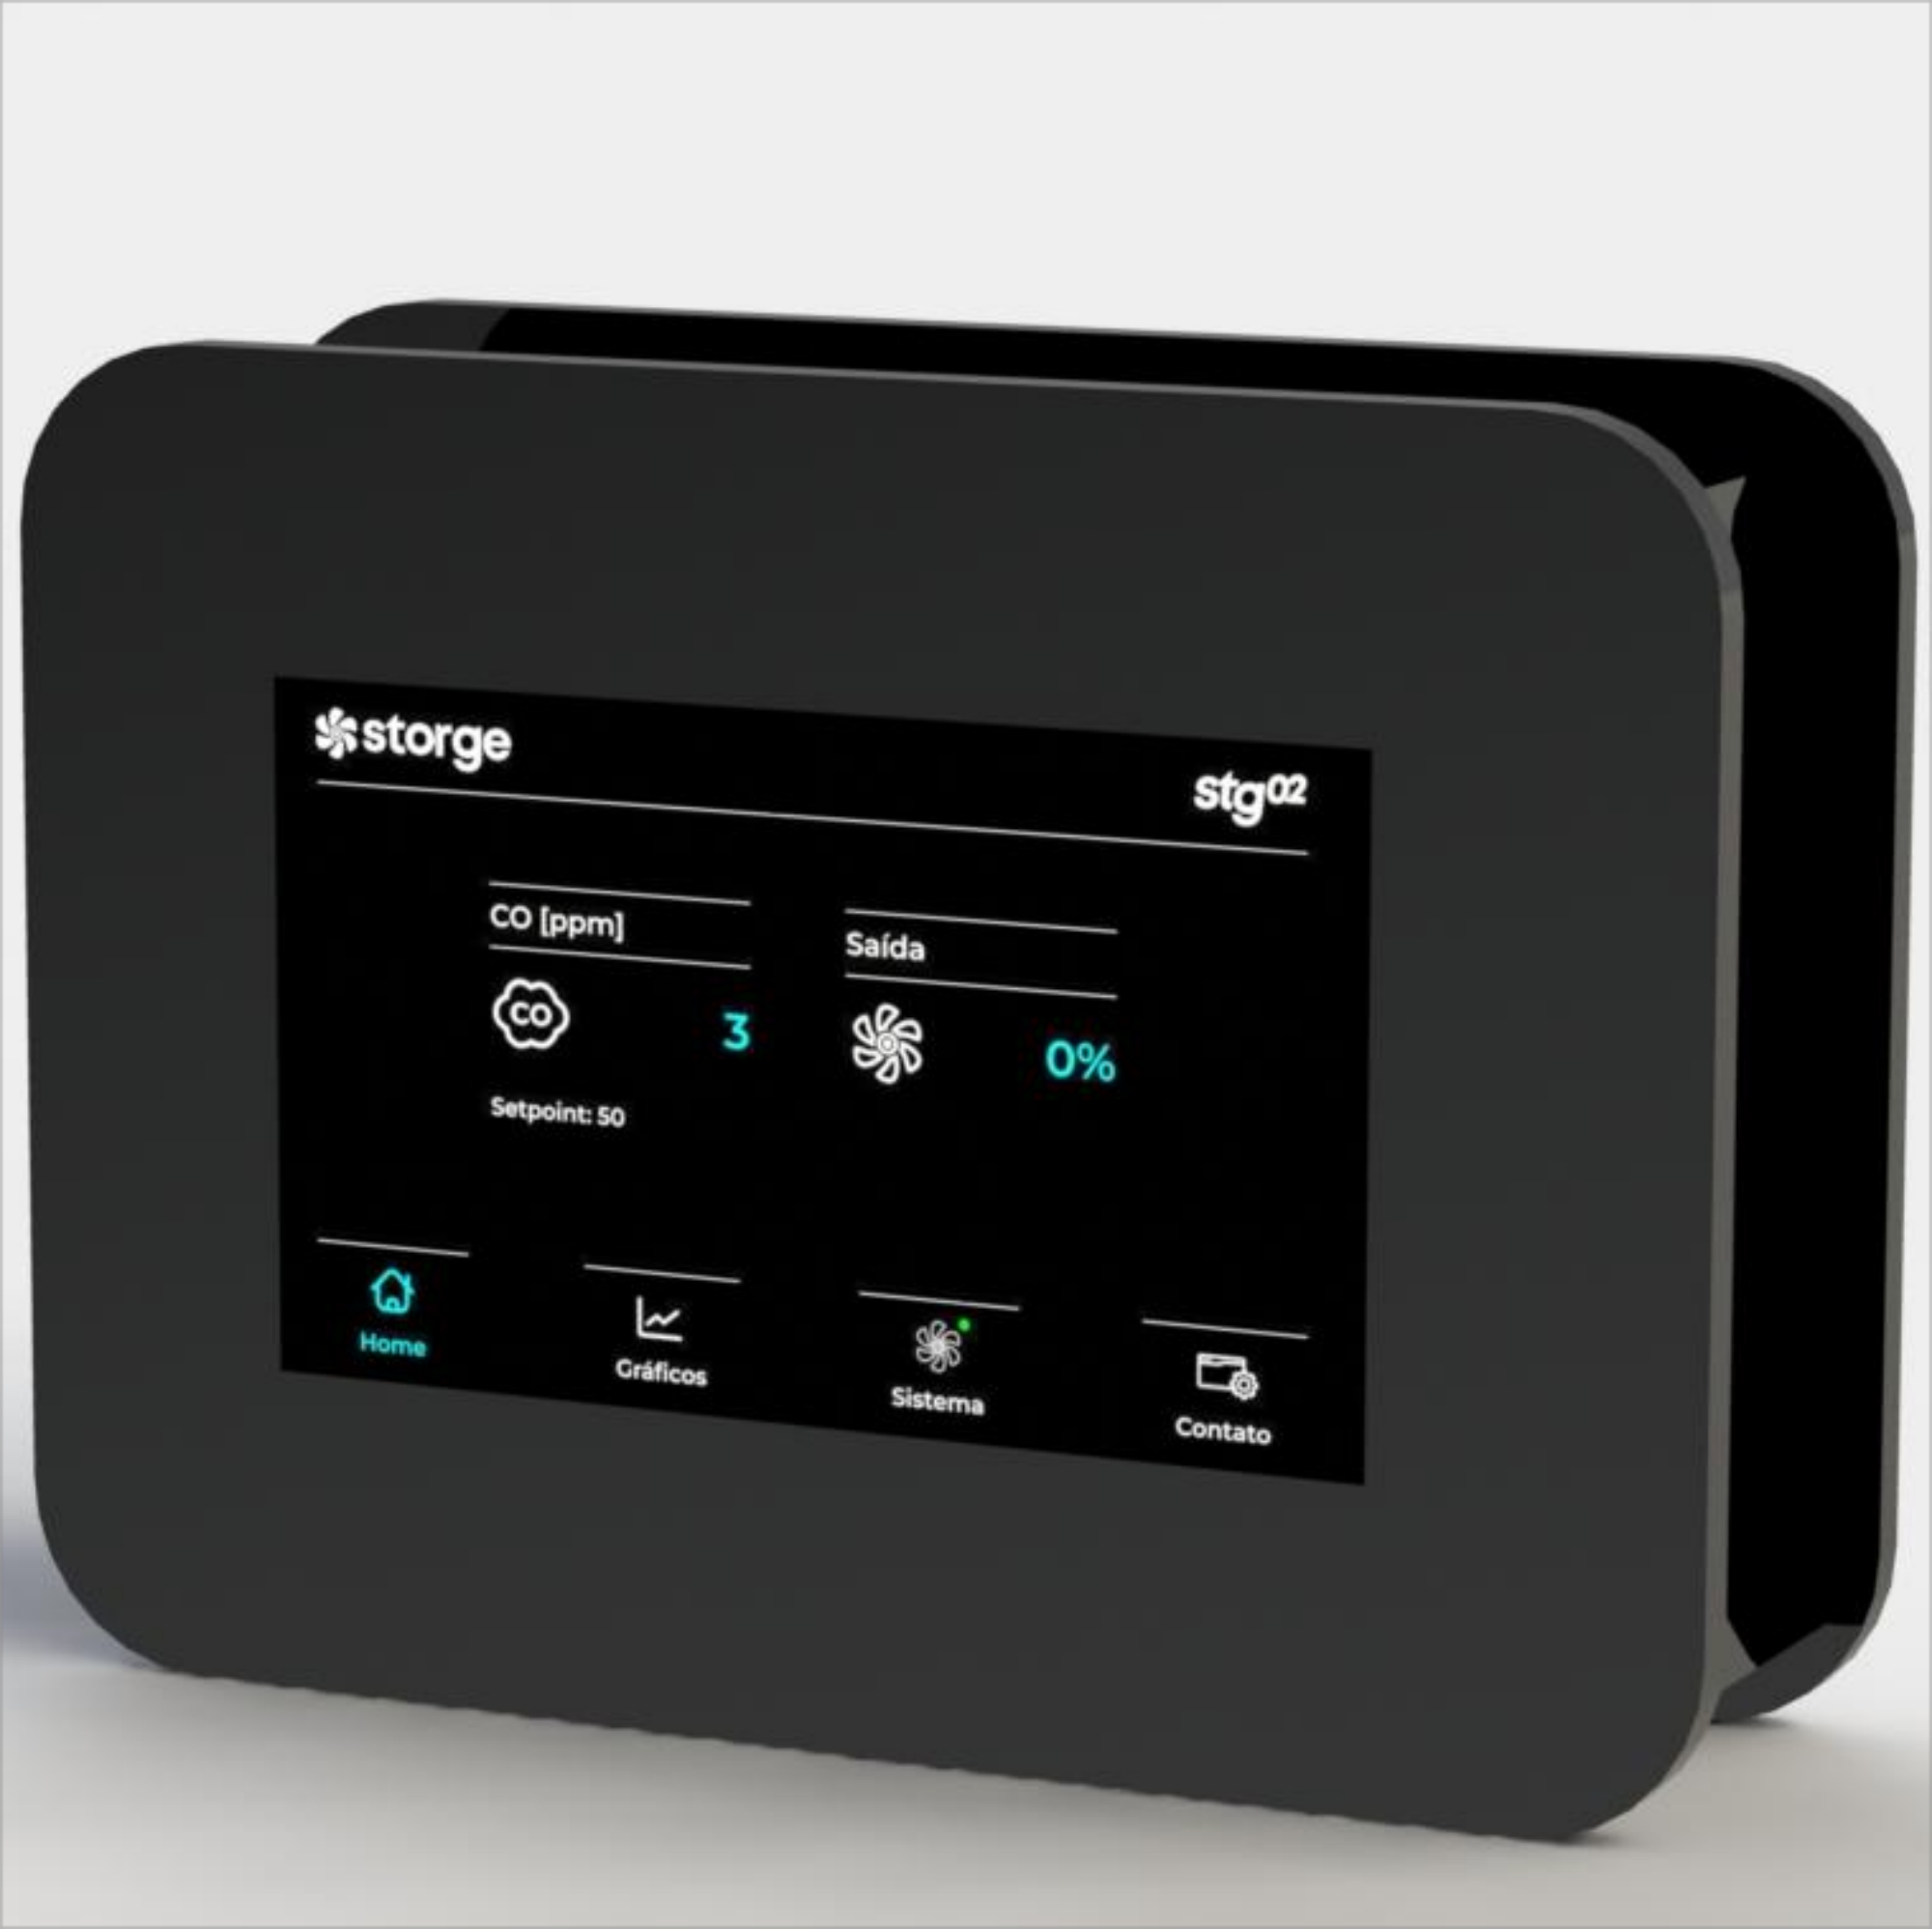 storge
stg02
CO [ppm]
Saída
CO
3
0%
Setpoint: 50
Home
Gráficos
Sistema
Contato